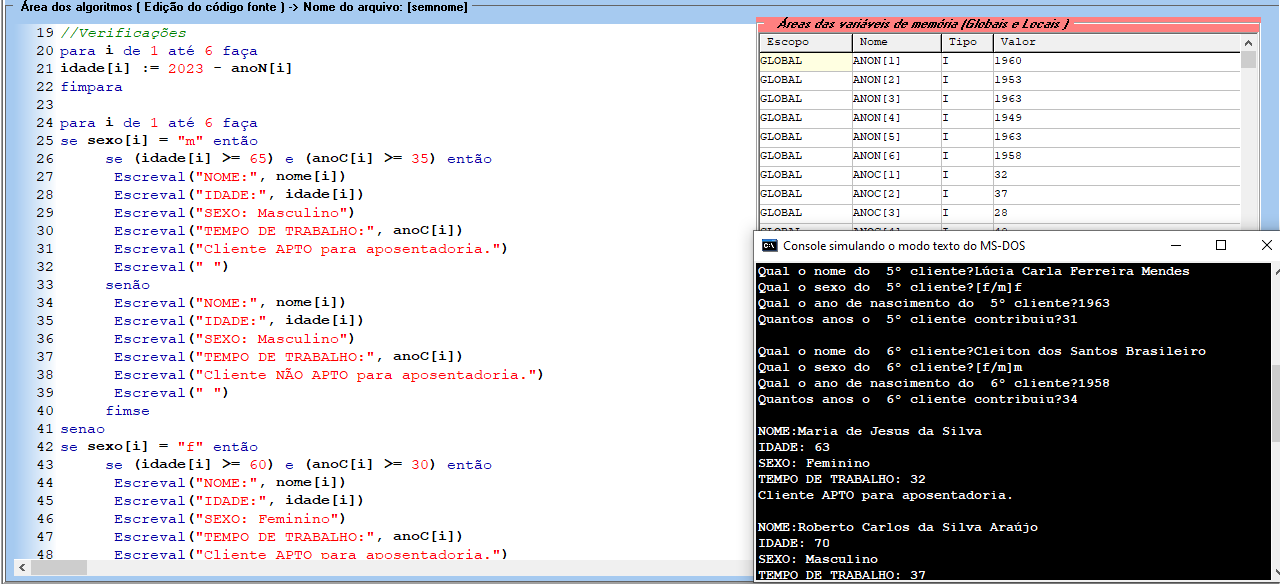 Área dos algoritmos ( Edição do código fonte ) -> Nome do arquivo: [semnome]
19 //Verificações
20 para i de 1 até 6 faça
21 idade[i] := 2023 - anoN[i]
22 fimpara
23
24 para i de 1 até 6 faça
25 se sexo[i] = "m" então
26 se (idade[i] >= 65) e (anoC[i] >= 35) então
27 Escreval("NOME:", nome[i])
28 Escreval("IDADE:", idade[i])
29 Escreval("SEXO: Masculino")
30 Escreval("TEMPO DE TRABALHO:", anoC[i])
31 Escreval("Cliente APTO para aposentadoria.")
32 Escreval(" ")
33 senão
34 Escreval("NOME:", nome[i])
35 Escreval("IDADE:", idade[i])
36 Escreval("SEXO: Masculino")
37 Escreval("TEMPO DE TRABALHO:", anoC[i])
38 Escreval("Cliente NÃO APTO para aposentadoria.")
39 Escreval(" ")
40 fimse
41 senao
42 se sexo[i] = "f" então
43 se (idade[i] >= 60) e (anoC[i] >= 30) então
44 Escreval("NOME:", nome[i])
45 Escreval("IDADE:", idade[i])
46 Escreval("SEXO: Feminino")
47 Escreval("TEMPO DE TRABALHO:", anoC[i])
48 Escreval("Cliente APTO para aposentadoria.")
Áreas das variáveis de memória (Globais e Locais )
Escopo Nome Tipo Valor
GLOBAL ANON[1] I 1960
GLOBAL ANON[2] I 1953
GLOBAL ANON[3] I 1963
GLOBAL ANON[4] I 1949
GLOBAL ANON[5] I 1963
GLOBAL ANON[6] I 1958
GLOBAL ANOC[1] I 32
GLOBAL ANOC[2] I 37
GLOBAL ANOC[3] I 28
Console simulando o modo texto do MS-DOS
Qual o nome do  5° cliente?Lúcia Carla Ferreira Mendes
Qual o sexo do  5° cliente?[f/m]f
Qual o ano de nascimento do  5° cliente?1963
Quantos anos o  5° cliente contribuiu?31
Qual o nome do  6° cliente?Cleiton dos Santos Brasileiro
Qual o sexo do  6° cliente?[f/m]m
Qual o ano de nascimento do  6° cliente?1958
Quantos anos o  6° cliente contribuiu?34
NOME:Maria de Jesus da Silva
IDADE: 63
SEXO: Feminino
TEMPO DE TRABALHO: 32
Cliente APTO para aposentadoria.
NOME:Roberto Carlos da Silva Araújo
IDADE: 70
SEXO: Masculino
TEMPO DE TRABALHO: 37